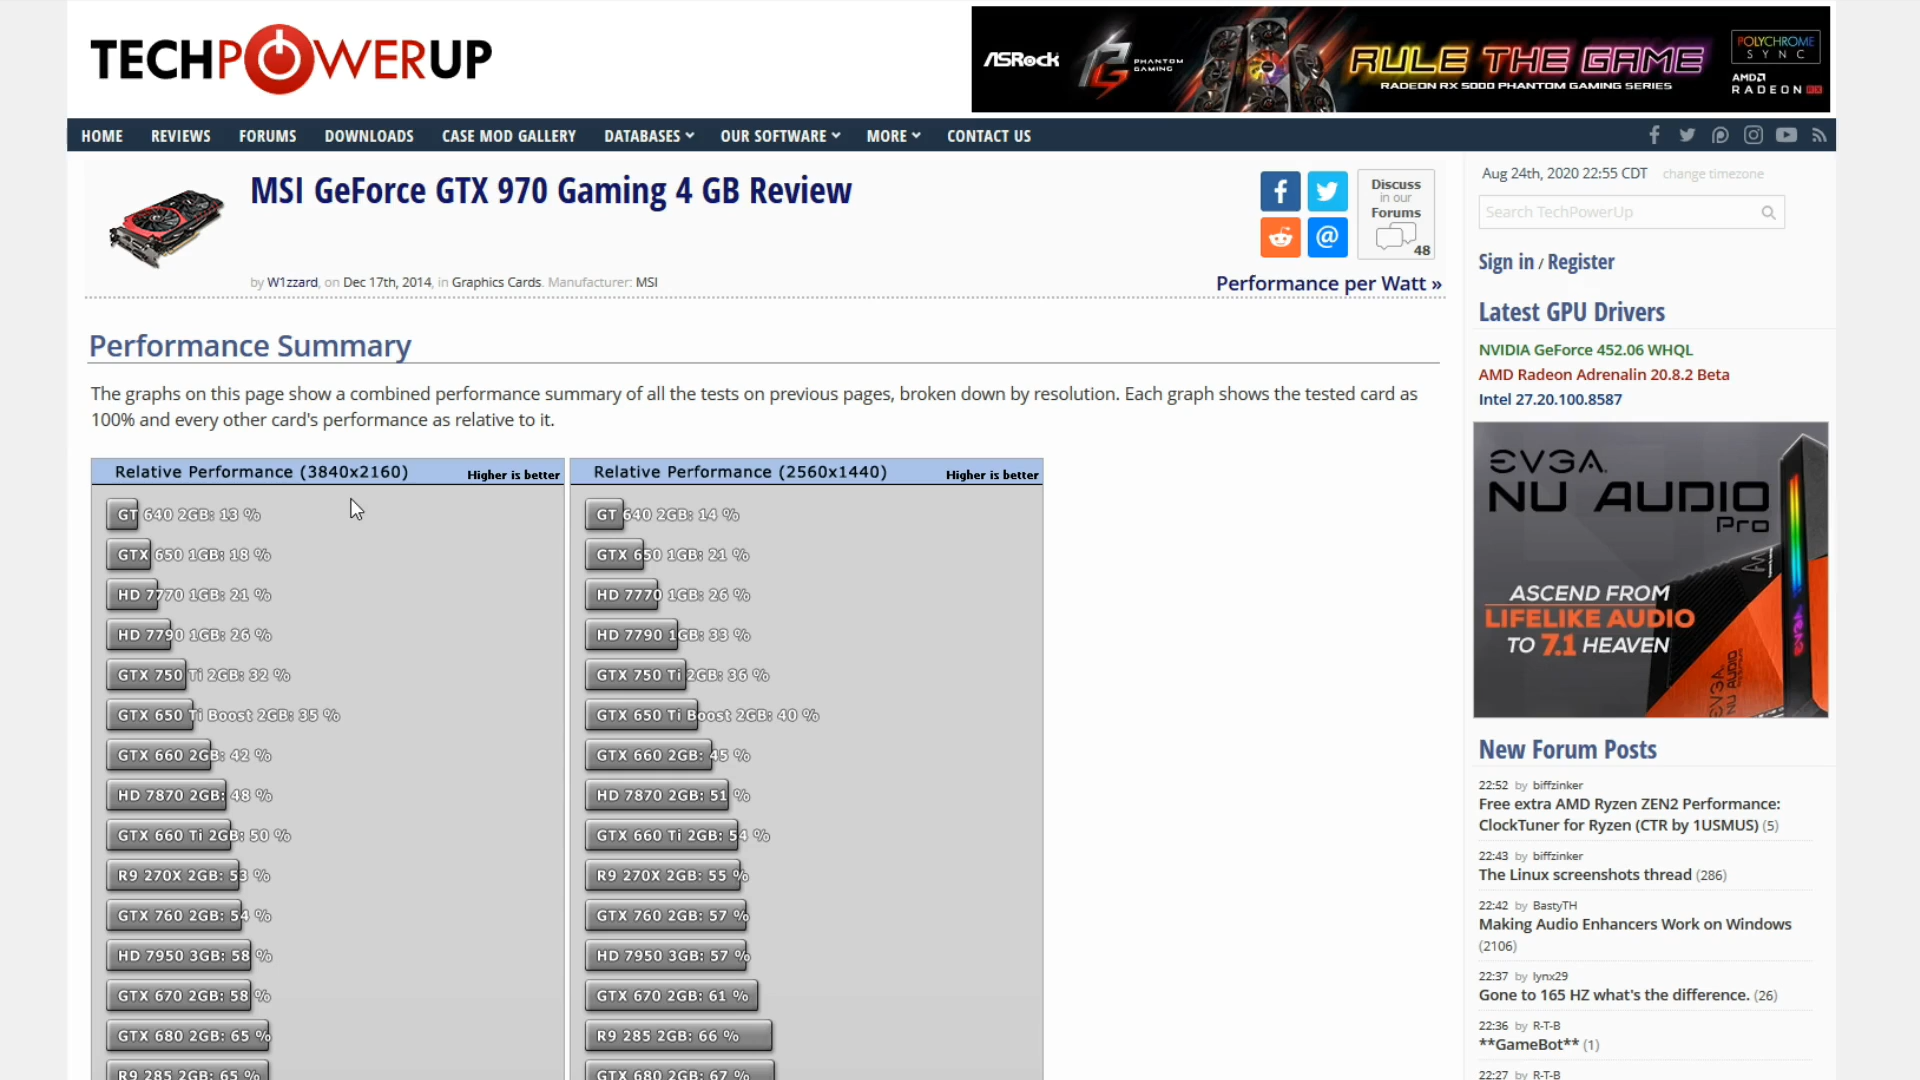 TECHPOWERUP
ASRock
PHANTOM GAMING
RULE THE GAME
RADEON RX 5000 PHANTOM GAMING SERIES
POLYCHROME
SYNC
AMD
RADEON RX
HOME REVIEWS FORUMS DOWNLOADS CASE MOD GALLERY DATABASES OUR SOFTWARE MORE CONTACT US
MSI GeForce GTX 970 Gaming 4 GB Review
by W1zzard, on Dec 17th, 2014, in Graphics Cards. Manufacturer: MSI
Discuss
in our
Forums
48
Performance per Watt »
Performance Summary
The graphs on this page show a combined performance summary of all the tests on previous pages, broken down by resolution. Each graph shows the tested card as
100% and every other card's performance as relative to it.
Relative Performance (3840x2160) Higher is better
GT 640 2GB: 13 %
GTX 650 1GB: 18 %
HD 7770 1GB: 21 %
HD 7790 1GB: 26 %
GTX 750 Ti 2GB: 32 %
GTX 650 Ti Boost 2GB: 35 %
GTX 660 2GB: 42 %
HD 7870 2GB: 48 %
GTX 660 Ti 2GB: 50 %
R9 270X 2GB: 53 %
GTX 760 2GB: 54 %
HD 7950 3GB: 58 %
GTX 670 2GB: 58 %
GTX 680 2GB: 65 %
R9 285 2GB: 65 %
Relative Performance (2560x1440) Higher is better
GT 640 2GB: 14 %
GTX 650 1GB: 21 %
HD 7770 1GB: 26 %
HD 7790 1GB: 33 %
GTX 750 Ti 2GB: 36 %
GTX 650 Ti Boost 2GB: 40 %
GTX 660 2GB: 45 %
HD 7870 2GB: 51 %
GTX 660 Ti 2GB: 54 %
R9 270X 2GB: 55 %
GTX 760 2GB: 57 %
HD 7950 3GB: 57 %
GTX 670 2GB: 61 %
R9 285 2GB: 66 %
GTX 680 2GB: 67 %
Aug 24th, 2020 22:55 CDT change timezone
Search TechPowerUp
Sign in / Register
Latest GPU Drivers
NVIDIA GeForce 452.06 WHQL
AMD Radeon Adrenalin 20.8.2 Beta
Intel 27.20.100.8587
EVGA
NU AUDIO
Pro
ASCEND FROM
LIFELIKE AUDIO
TO 7.1 HEAVEN
EVGA
NU AUDIO
New Forum Posts
22:52 by biffzinker
Free extra AMD Ryzen ZEN2 Performance:
ClockTuner for Ryzen (CTR by 1USMUS) (5)
22:43 by biffzinker
The Linux screenshots thread (286)
22:42 by BastyTH
Making Audio Enhancers Work on Windows
(2106)
22:37 by lynx29
Gone to 165 HZ what's the difference. (26)
22:36 by R-T-B
**GameBot** (1)
22:27 by R-T-B